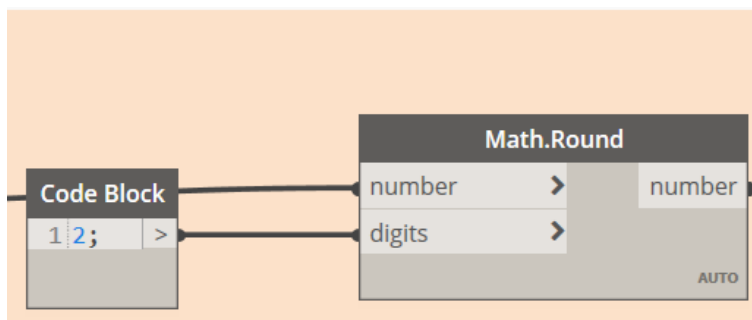 Math.Round
Code Block
number > number
1 2; >
digits >
AUTO